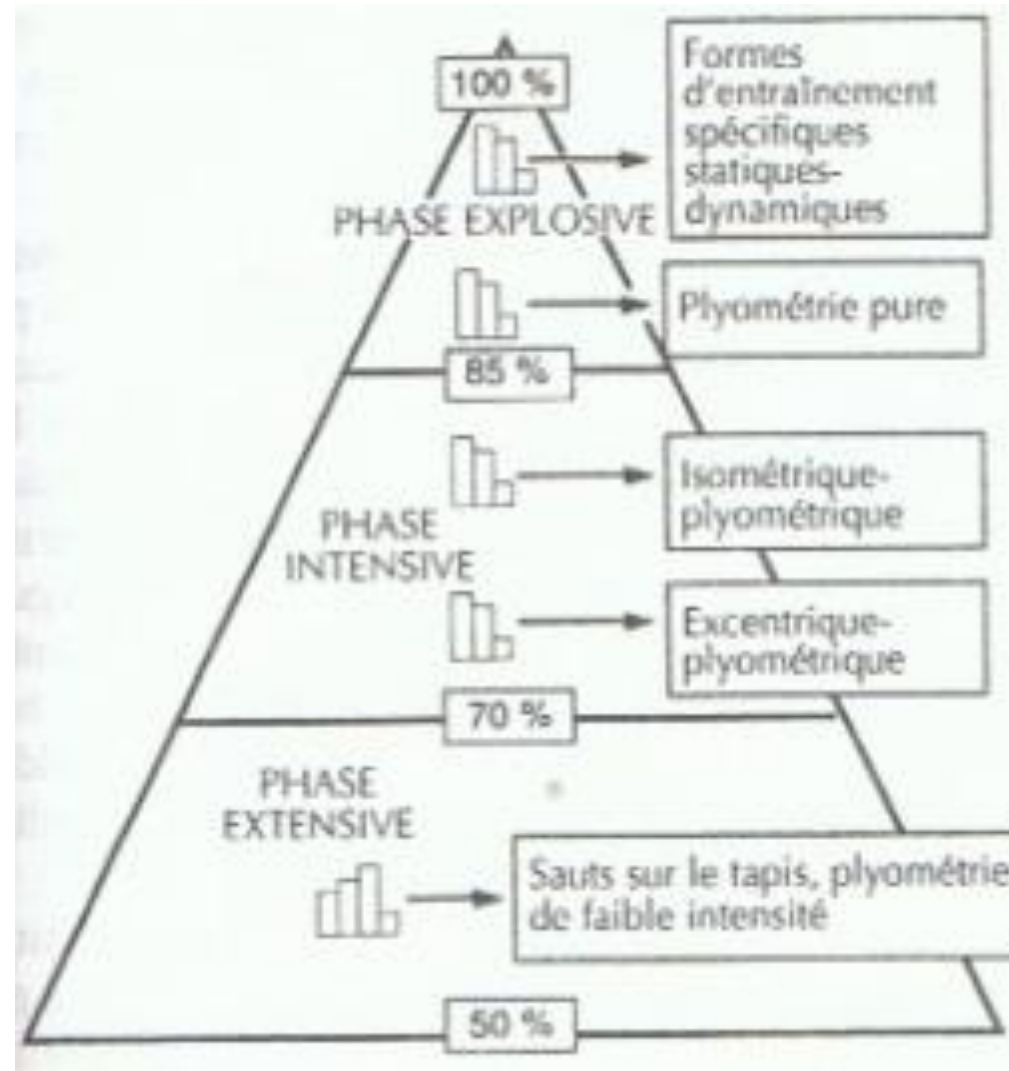 100 %
Formes
d'entraînement
spécifiques
statiques-
dynamiques
PHASE EXPLOSIVE
Plyométrie pure
85 %
Isométrique-
plyométrique
PHASE
INTENSIVE
Excentrique-
plyométrique
70 %
PHASE
EXTENSIVE
Sauts sur le tapis, plyométrie
de faible intensité
50 %